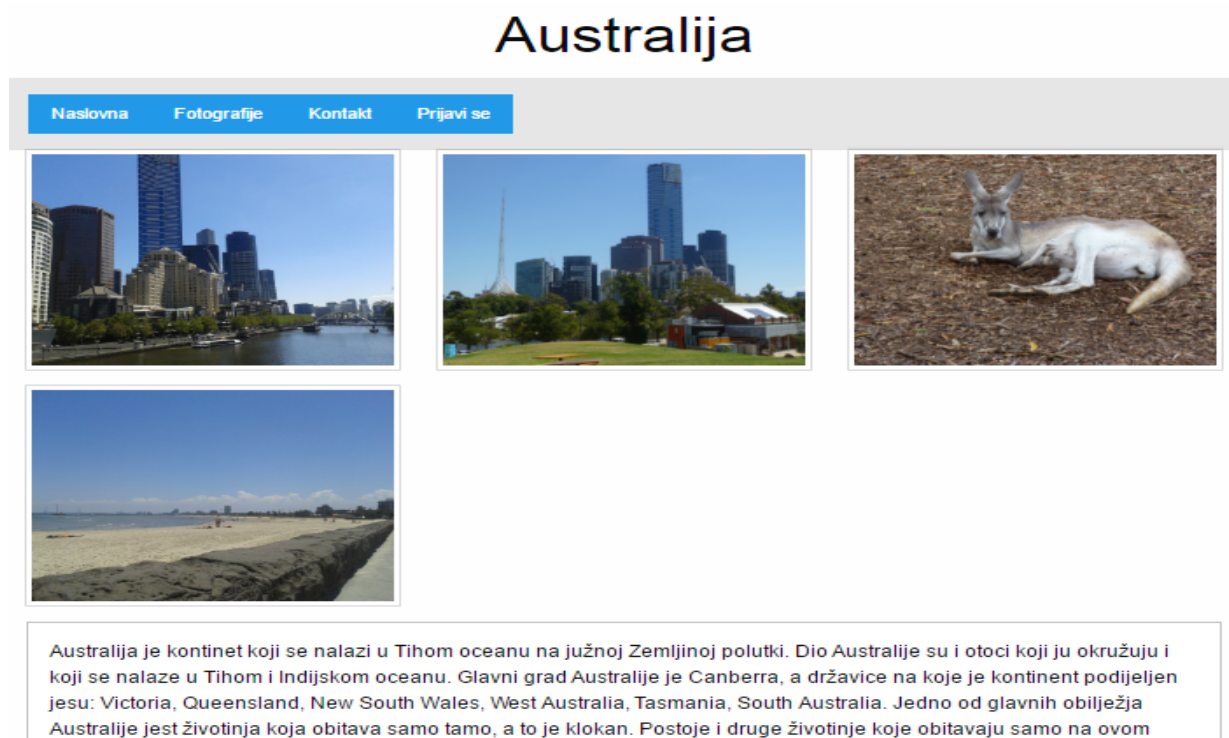 Australija
Naslovna Fotografije Kontakt Prijavi se
Australija je kontinet koji se nalazi u Tihom oceanu na južnoj Zemljinoj polutki. Dio Australije su i otoci koji ju okružuju i
koji se nalaze u Tihom i Indijskom oceanu. Glavni grad Australije je Canberra, a državice na koje je kontinent podijeljen
jesu: Victoria, Queensland, New South Wales, West Australia, Tasmania, South Australia. Jedno od glavnih obilježja
Australije jest životinja koja obitava samo tamo, a to je klokan. Postoje i druge životinje koje obitavaju samo na ovom